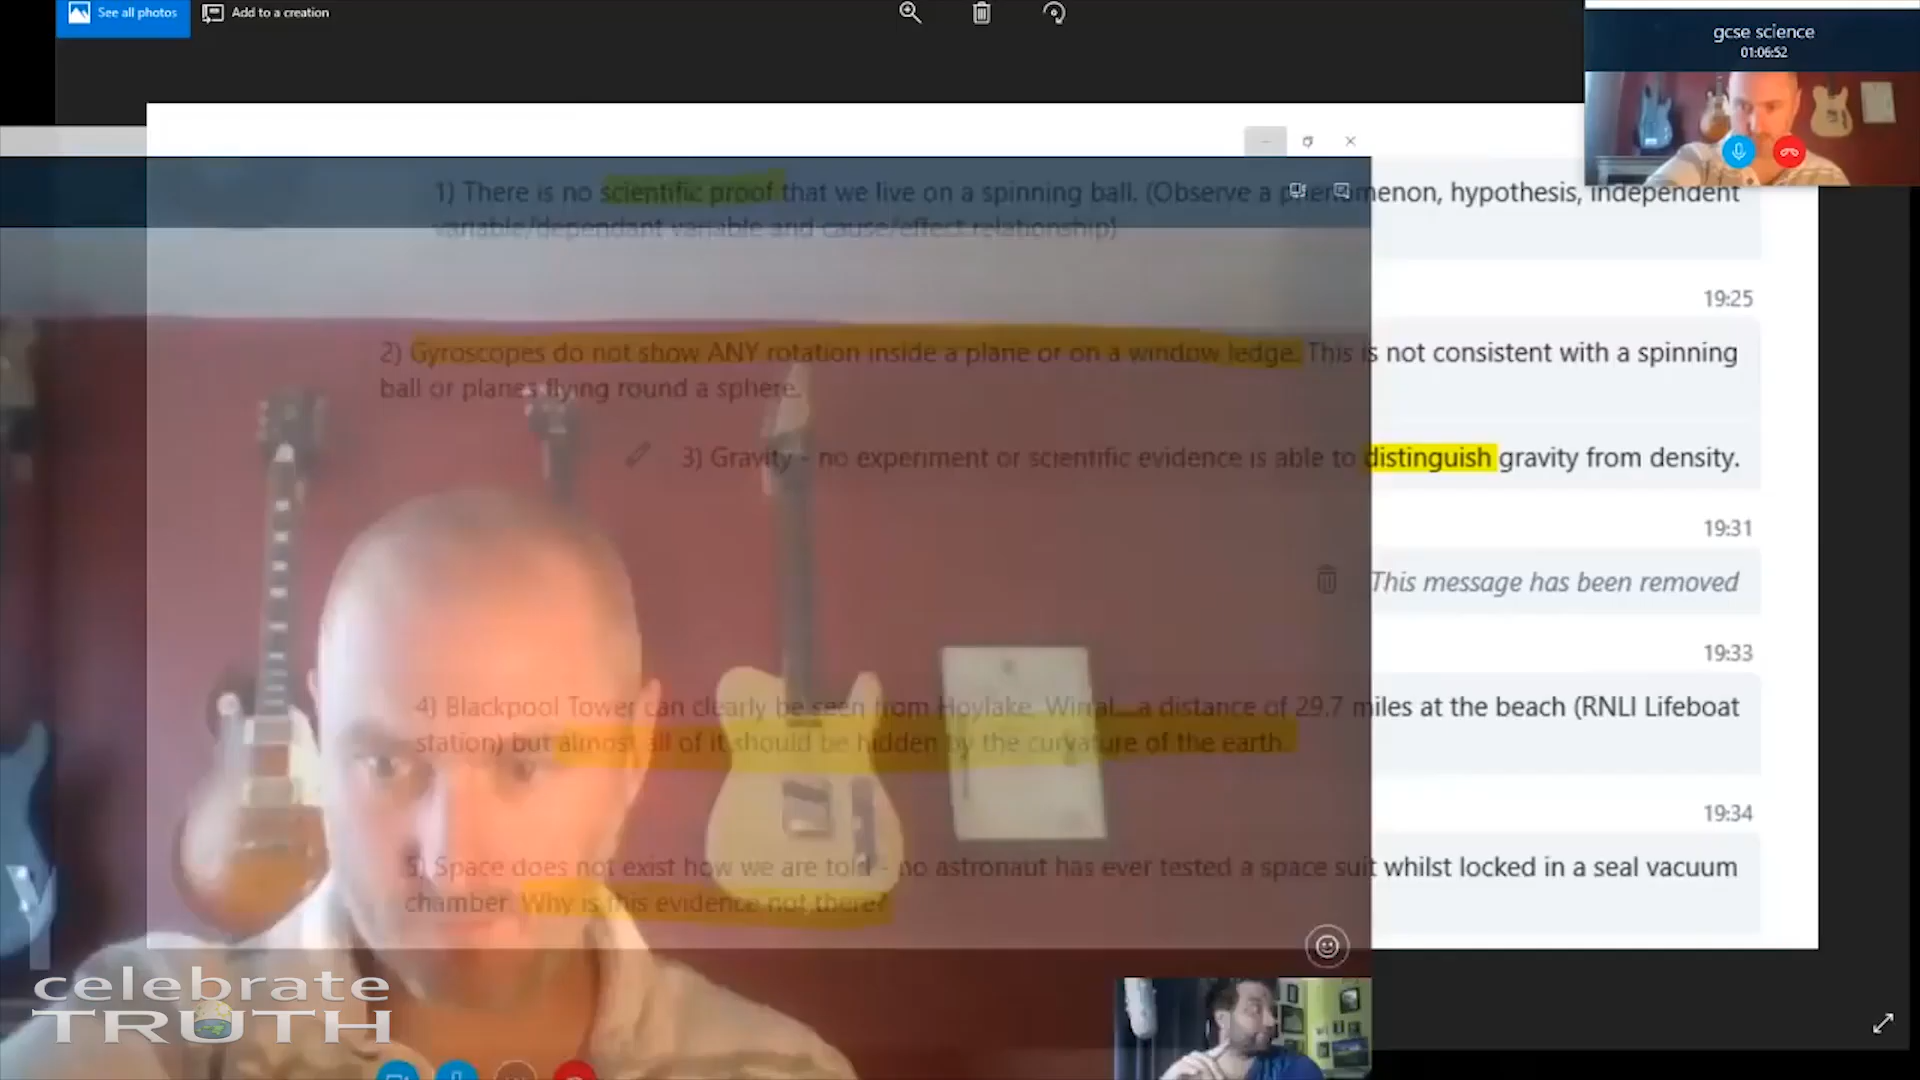 See all photos
Add to a creation
gcse science
01:06:52
1) There is no scientific proof that we live on a spinning ball. (Observe a phenomenon, hypothesis, independent
variable/dependant variable and cause/effect relationship)
19:25
2) Gyroscopes do not show ANY rotation inside a plane or on a window ledge. This is not consistent with a spinning
ball or planes flying round a sphere.
3) Gravity - no experiment or scientific evidence is able to distinguish gravity from density.
19:31
This message has been removed
19:33
4) Blackpool Tower can clearly be seen from Hoylake, Wirral...a distance of 29.7 miles at the beach (RNLI Lifeboat
station) but almost all of it should be hidden by the curvature of the earth.
19:34
5) Space does not exist how we are told - no astronaut has ever tested a space suit whilst locked in a seal vacuum
chamber. Why is this evidence not there?
celebrate
TRUTH